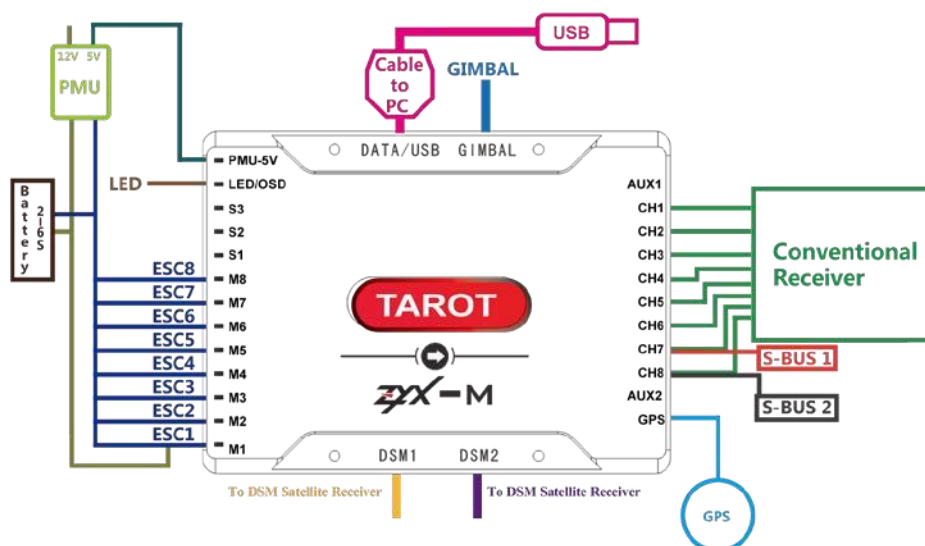 USB
12V 5V
PMU
Cable
to
PC
GIMBAL
DATA/USB GIMBAL
PMU-5V
LED
LED/OSD
S3
S2
S1
Battery
2-6S
ESC8
M8
ESC7
M7
ESC6
M6
ESC5
M5
ESC4
M4
ESC3
M3
ESC2
M2
ESC1
M1
TAROT
ZYX-M
AUX1
CH1
CH2
CH3
CH4
CH5
CH6
CH7
CH8
AUX2
GPS
Conventional
Receiver
S-BUS 1
S-BUS 2
DSM1 DSM2
To DSM Satellite Receiver
To DSM Satellite Receiver
GPS